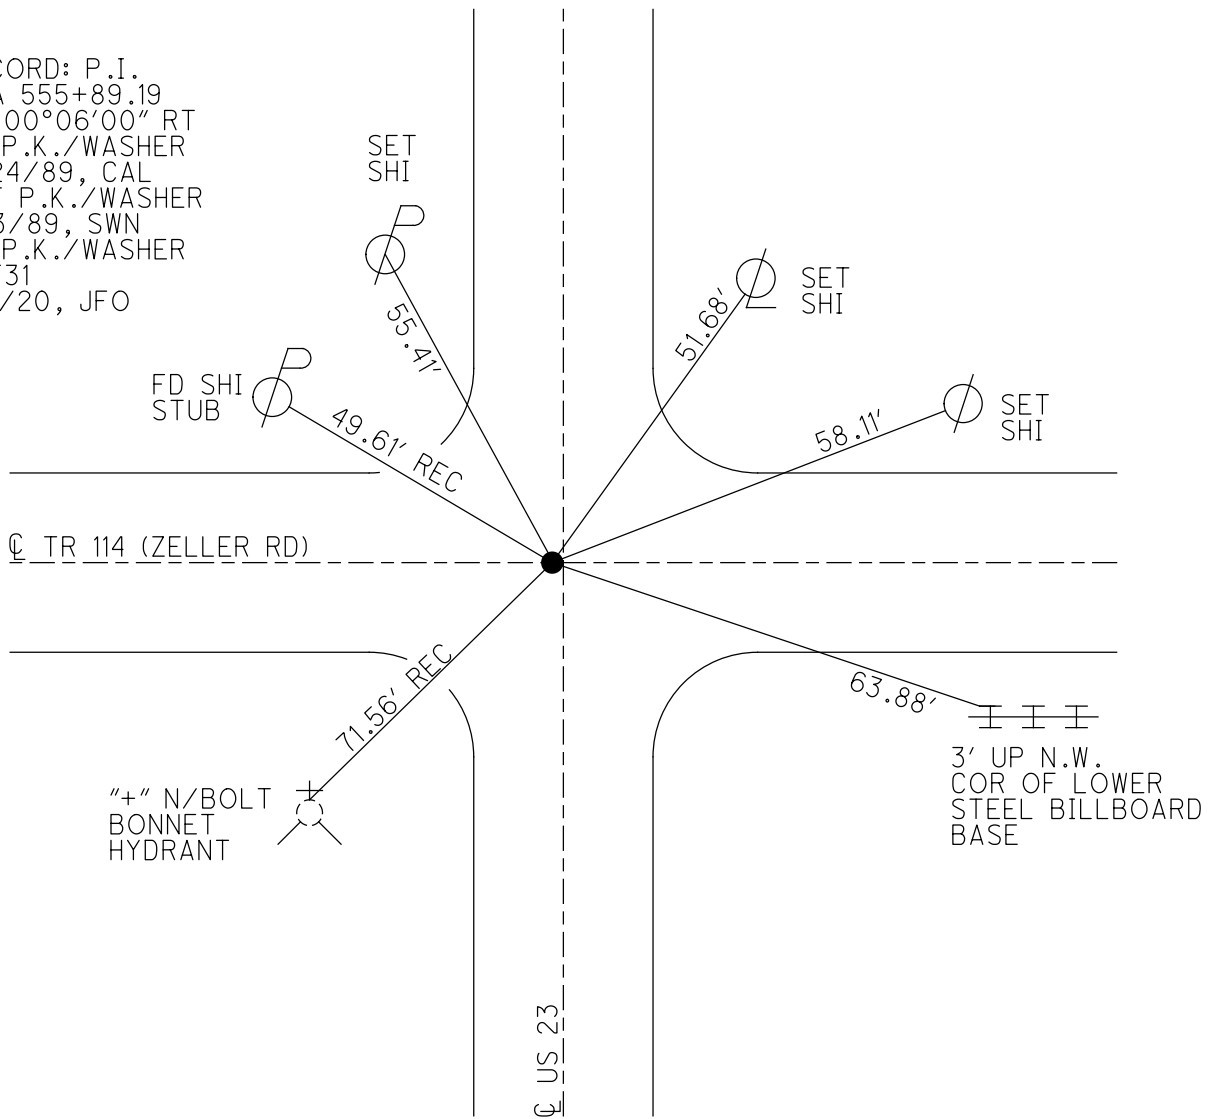 CORD: P.I.
A 555+89.19
00°06'00" RT
P.K./WASHER
24/89, CAL
T P.K./WASHER
3/89, SWN
P.K./WASHER
731
/20, JFO
SET
SHI
55.41'
51.68'
SET
SHI
FD SHI
STUB
49.61' REC
58.11'
SET
SHI
℄ TR 114 (ZELLER RD)
71.56' REC
63.88'
3' UP N.W.
COR OF LOWER
STEEL BILLBOARD
BASE
"+" N/BOLT
BONNET
HYDRANT
℄ US 23